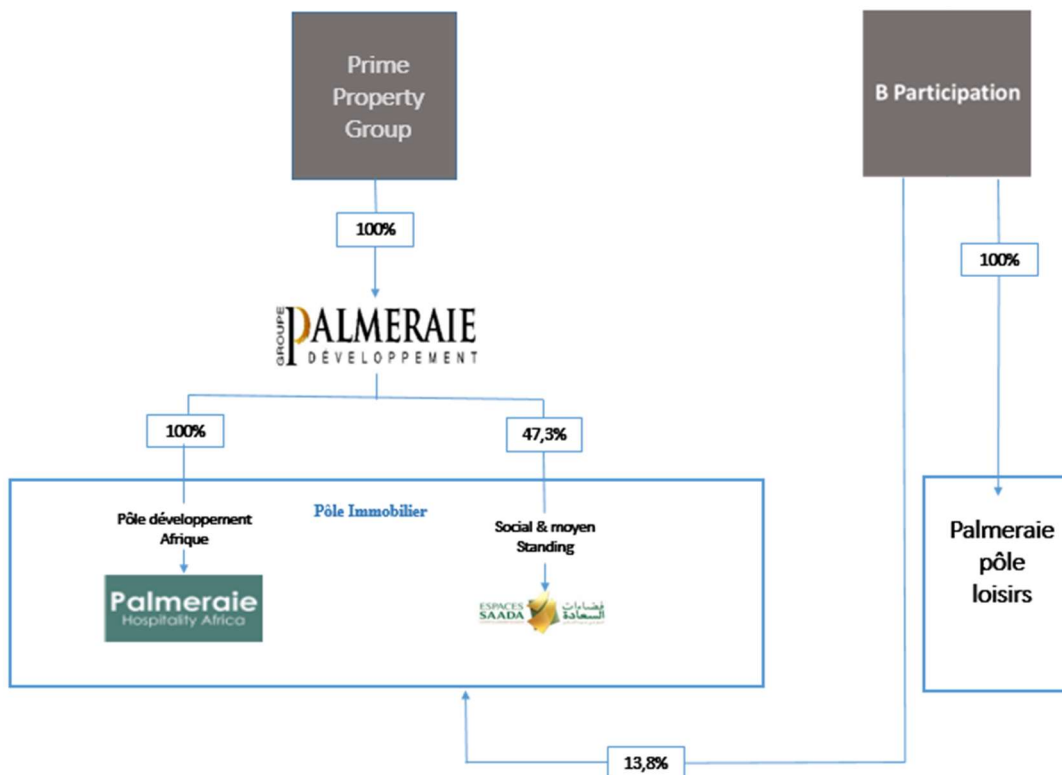 Prime
Property
Group
B Participation
100%
100%
GROUPE
PALMERAIE
DÉVELOPPEMENT
100%
47,3%
Pôle Immobilier
Pôle développement
Afrique
Social & moyen
Standing
Palmeraie
Hospitality Africa
ESPACES
SAADA
فضاءات
السعادة
Palmeraie
pôle
loisirs
13,8%